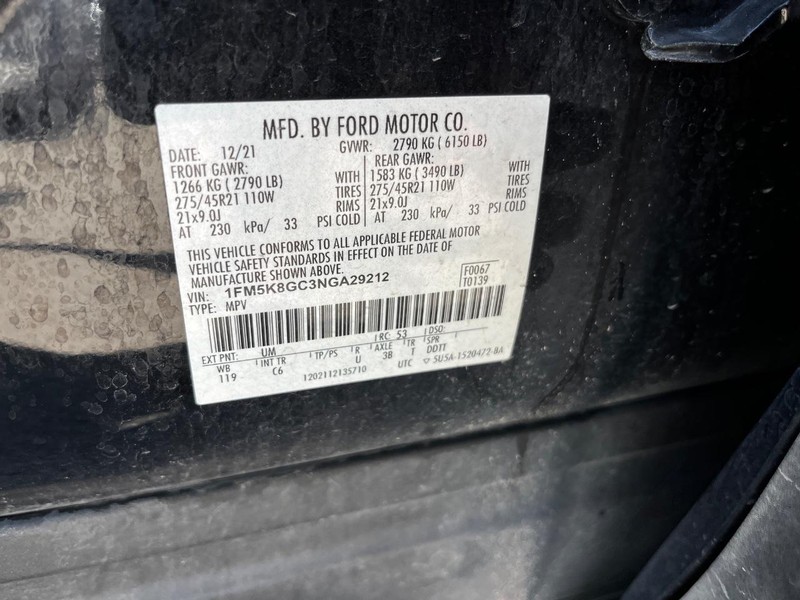 MFD. BY FORD MOTOR CO.
DATE: 12/21 GVWR: 2790 KG ( 6150 LB)
FRONT GAWR: REAR GAWR:
1266 KG ( 2790 LB) WITH 1583 KG ( 3490 LB) WITH
275/45R21 110W TIRES 275/45R21 110W TIRES
21x9.0J RIMS 21x9.0J RIMS
AT 230 kPa/ 33 PSI COLD AT 230 kPa/ 33 PSI COLD
THIS VEHICLE CONFORMS TO ALL APPLICABLE FEDERAL MOTOR
VEHICLE SAFETY STANDARDS IN EFFECT ON THE DATE OF
MANUFACTURE SHOWN ABOVE.
VIN: 1FM5K8GC3NGA29212 F0067
TYPE: MPV T0139
EXT PNT: UM RC: 53 DSO:
WB INT TR TP/PS R AXLE TR SPR
119 C6 U 3B T DDTT
1202112135710 UTC ▽ 5U5A-1520472-BA